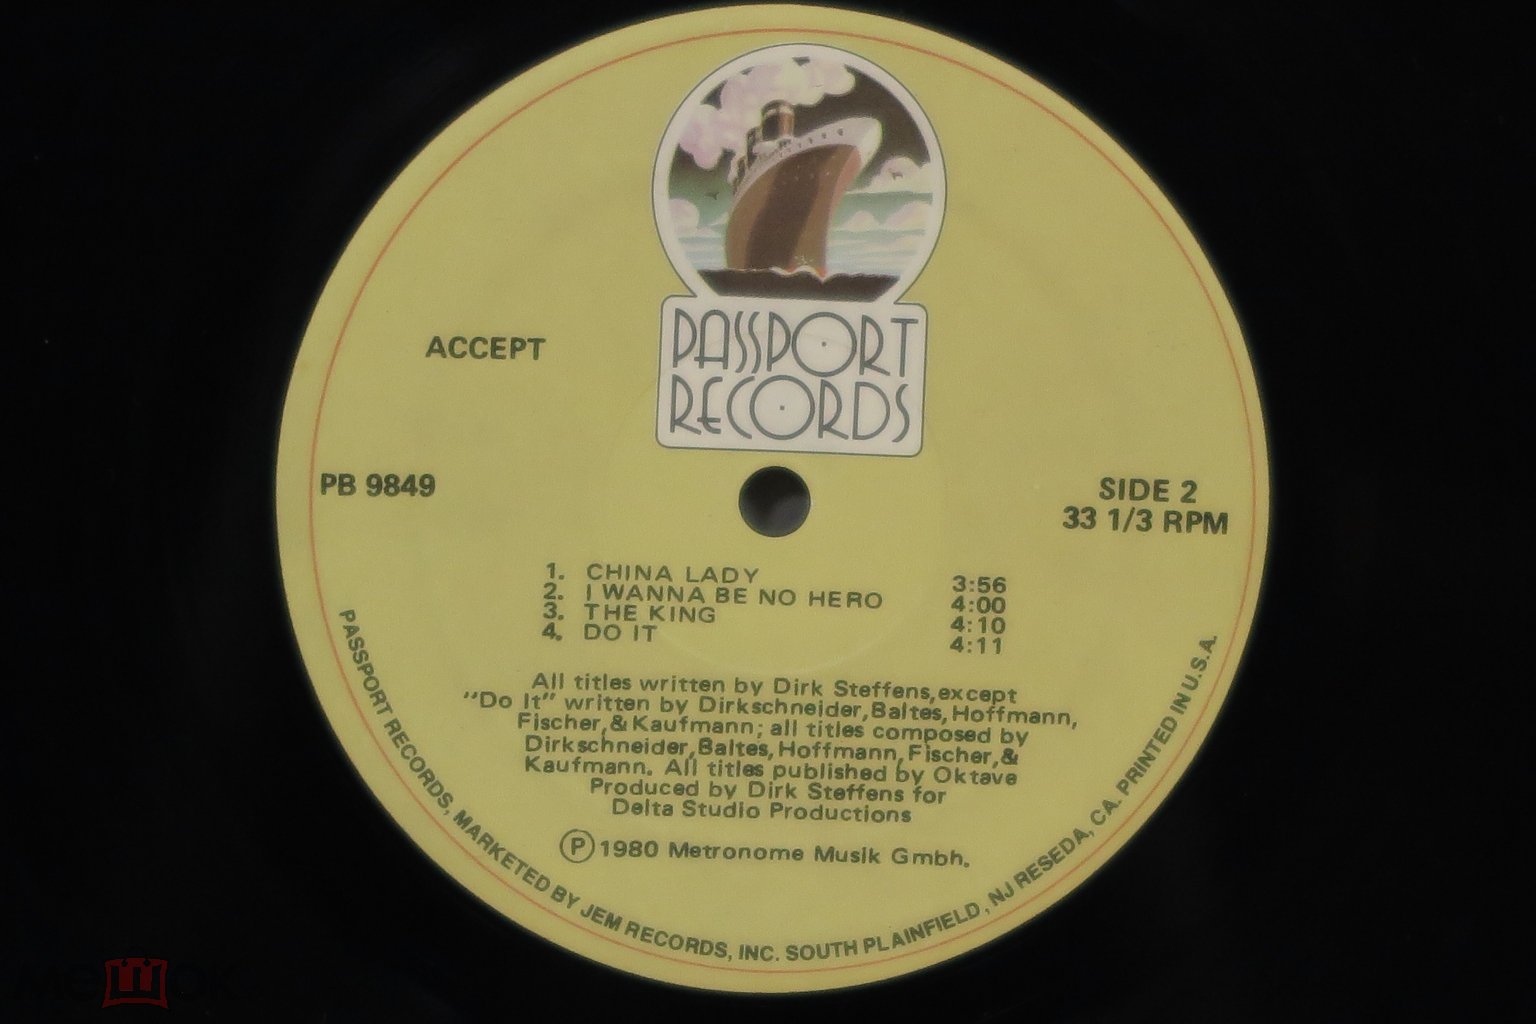 PASSPORT
RECORDS
ACCEPT
PB 9849
SIDE 2
33 1/3 RPM
1. CHINA LADY 3:56
2. I WANNA BE NO HERO 4:00
3. THE KING 4:10
4. DO IT 4:11
All titles written by Dirk Steffens, except
"Do It" written by Dirkschneider, Baltes, Hoffmann,
Fischer, & Kaufmann; all titles composed by
Dirkschneider, Baltes, Hoffmann, Fischer, &
Kaufmann. All titles published by Oktave
Produced by Dirk Steffens for
Delta Studio Productions
Ⓟ 1980 Metronome Musik Gmbh.
PASSPORT RECORDS, MARKETED BY JEM RECORDS, INC. SOUTH PLAINFIELD, NJ RESEDA, CA. PRINTED IN U.S.A.